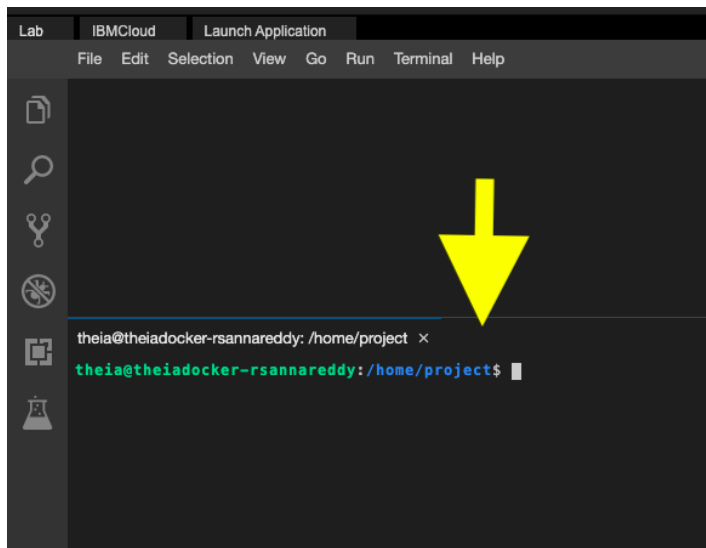 Lab IBMCloud Launch Application
File Edit Selection View Go Run Terminal Help
theia@theiadocker-rsannareddy: /home/project ×
theia@theiadocker-rsannareddy:/home/project$